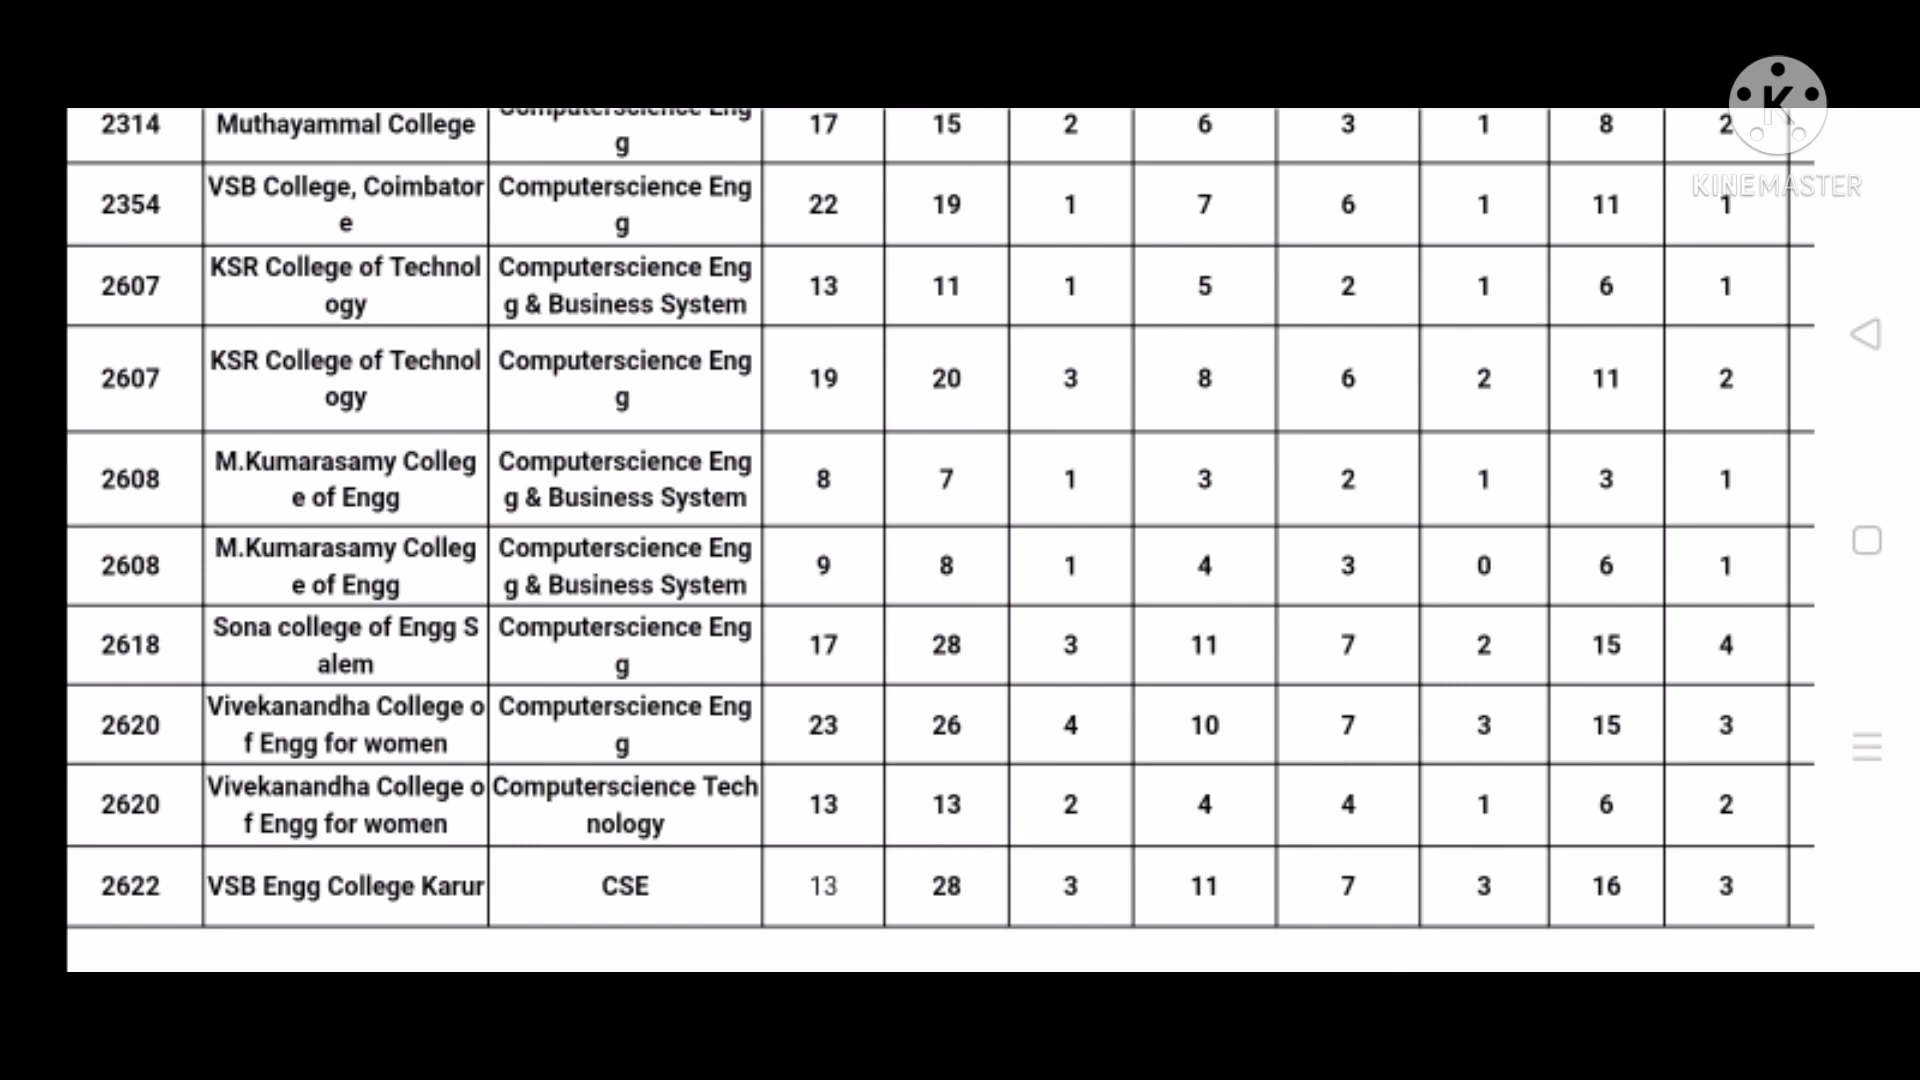 Computerscience Eng
2314 Muthayammal College g 17 15 2 6 3 1 8 2
K
KINEMASTER
VSB College, Coimbator Computerscience Eng
2354 22 19 1 7 6 1 11 1
e g
KSR College of Technol Computerscience Eng
2607 13 11 1 5 2 1 6 1
ogy g & Business System
KSR College of Technol Computerscience Eng
2607 19 20 3 8 6 2 11 2
ogy g
M.Kumarasamy Colleg Computerscience Eng
2608 8 7 1 3 2 1 3 1
e of Engg g & Business System
M.Kumarasamy Colleg Computerscience Eng
2608 9 8 1 4 3 0 6 1
e of Engg g & Business System
Sona college of Engg S Computerscience Eng
2618 17 28 3 11 7 2 15 4
alem g
Vivekanandha College o Computerscience Eng
2620 23 26 4 10 7 3 15 3
f Engg for women g
Vivekanandha College o Computerscience Tech
2620 13 13 2 4 4 1 6 2
f Engg for women nology
2622 VSB Engg College Karur CSE 13 28 3 11 7 3 16 3